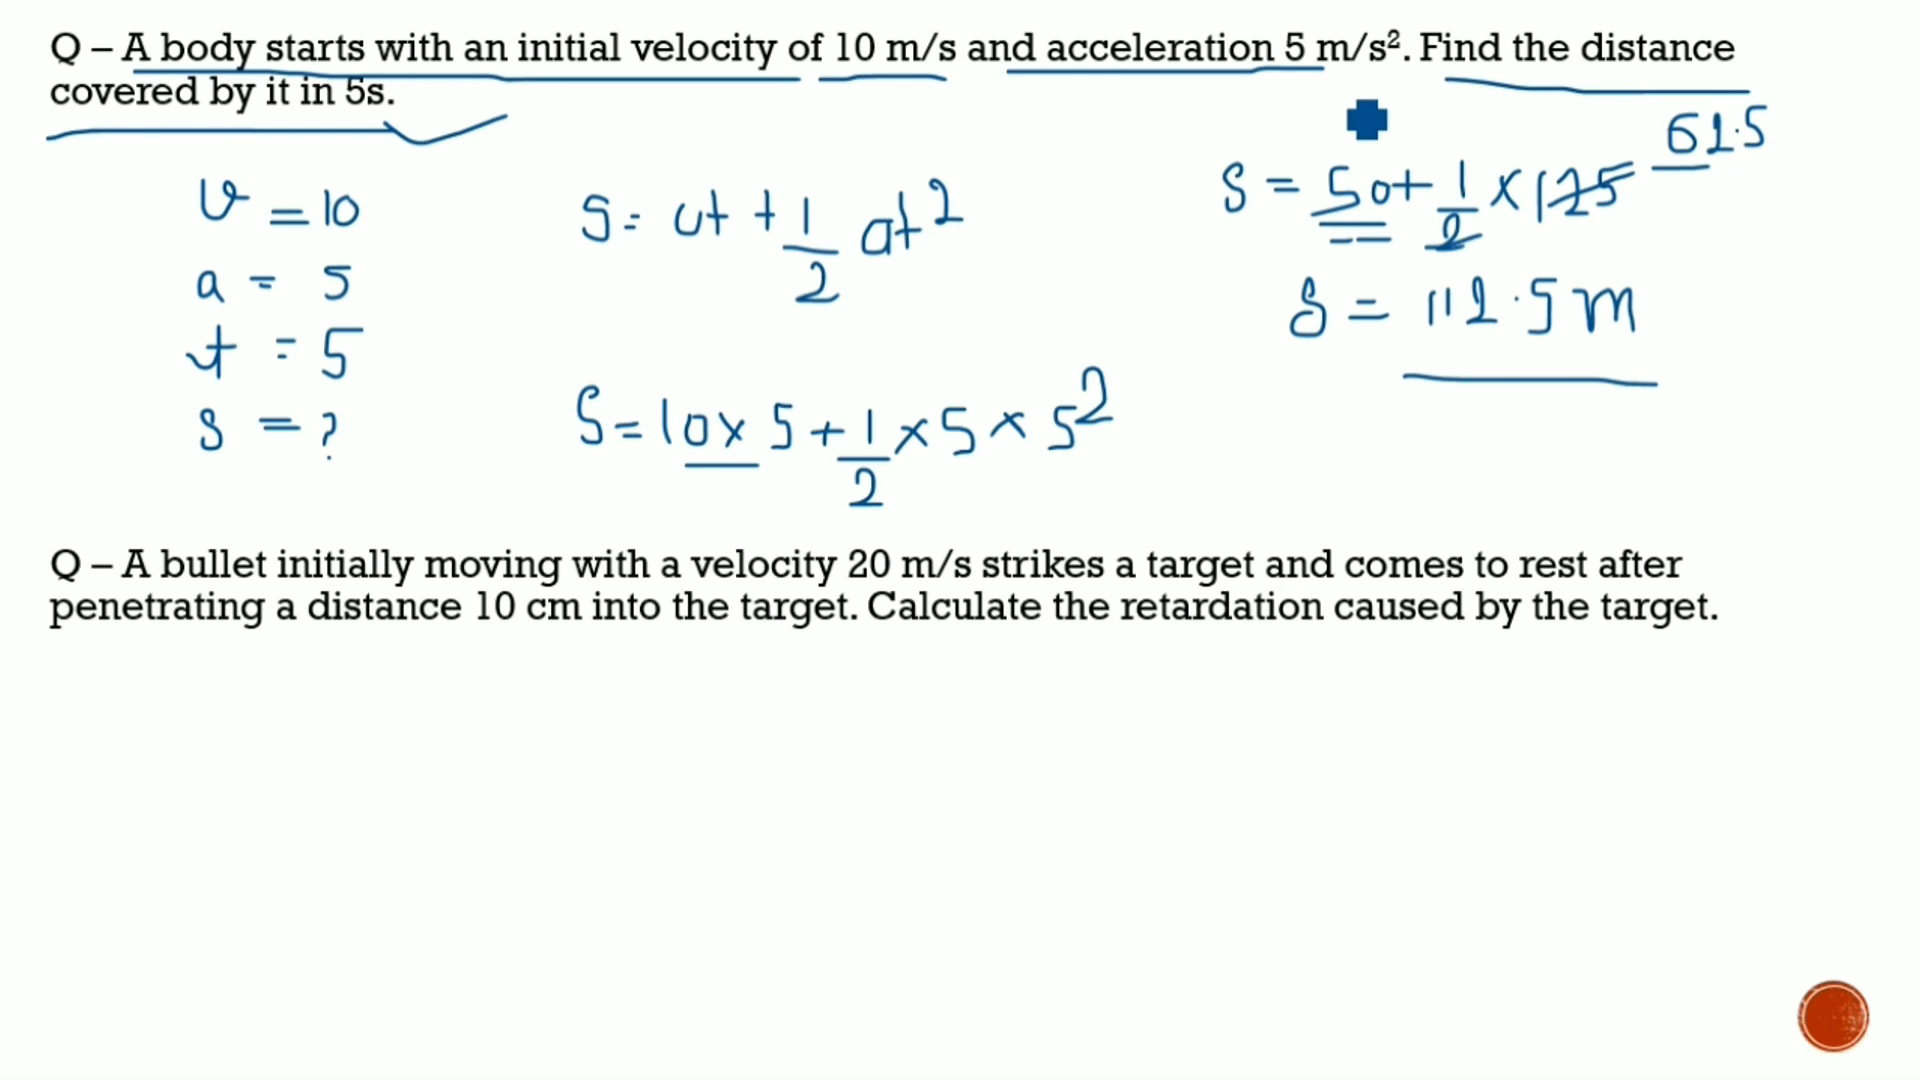 Q – A body starts with an initial velocity of 10 m/s and acceleration 5 m/s². Find the distance
covered by it in 5s.
v = 10
a = 5
t = 5
s = ?
S = ut + 1/2 at²
S = 10 x 5 + 1/2 x 5 x 5²
S = 50 + 1/2 x 125 62.5
S = 112.5 m
Q – A bullet initially moving with a velocity 20 m/s strikes a target and comes to rest after
penetrating a distance 10 cm into the target. Calculate the retardation caused by the target.